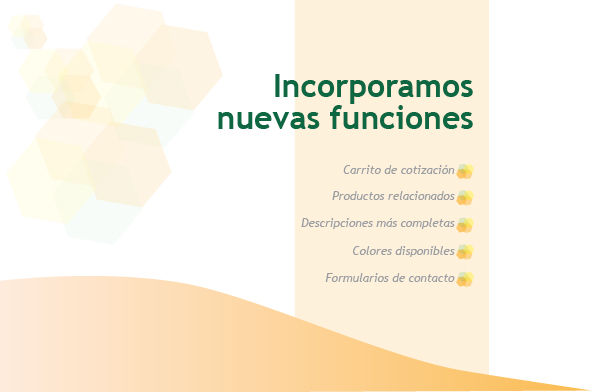 Incorporamos
nuevas funciones
Carrito de cotización
Productos relacionados
Descripciones más completas
Colores disponibles
Formularios de contacto